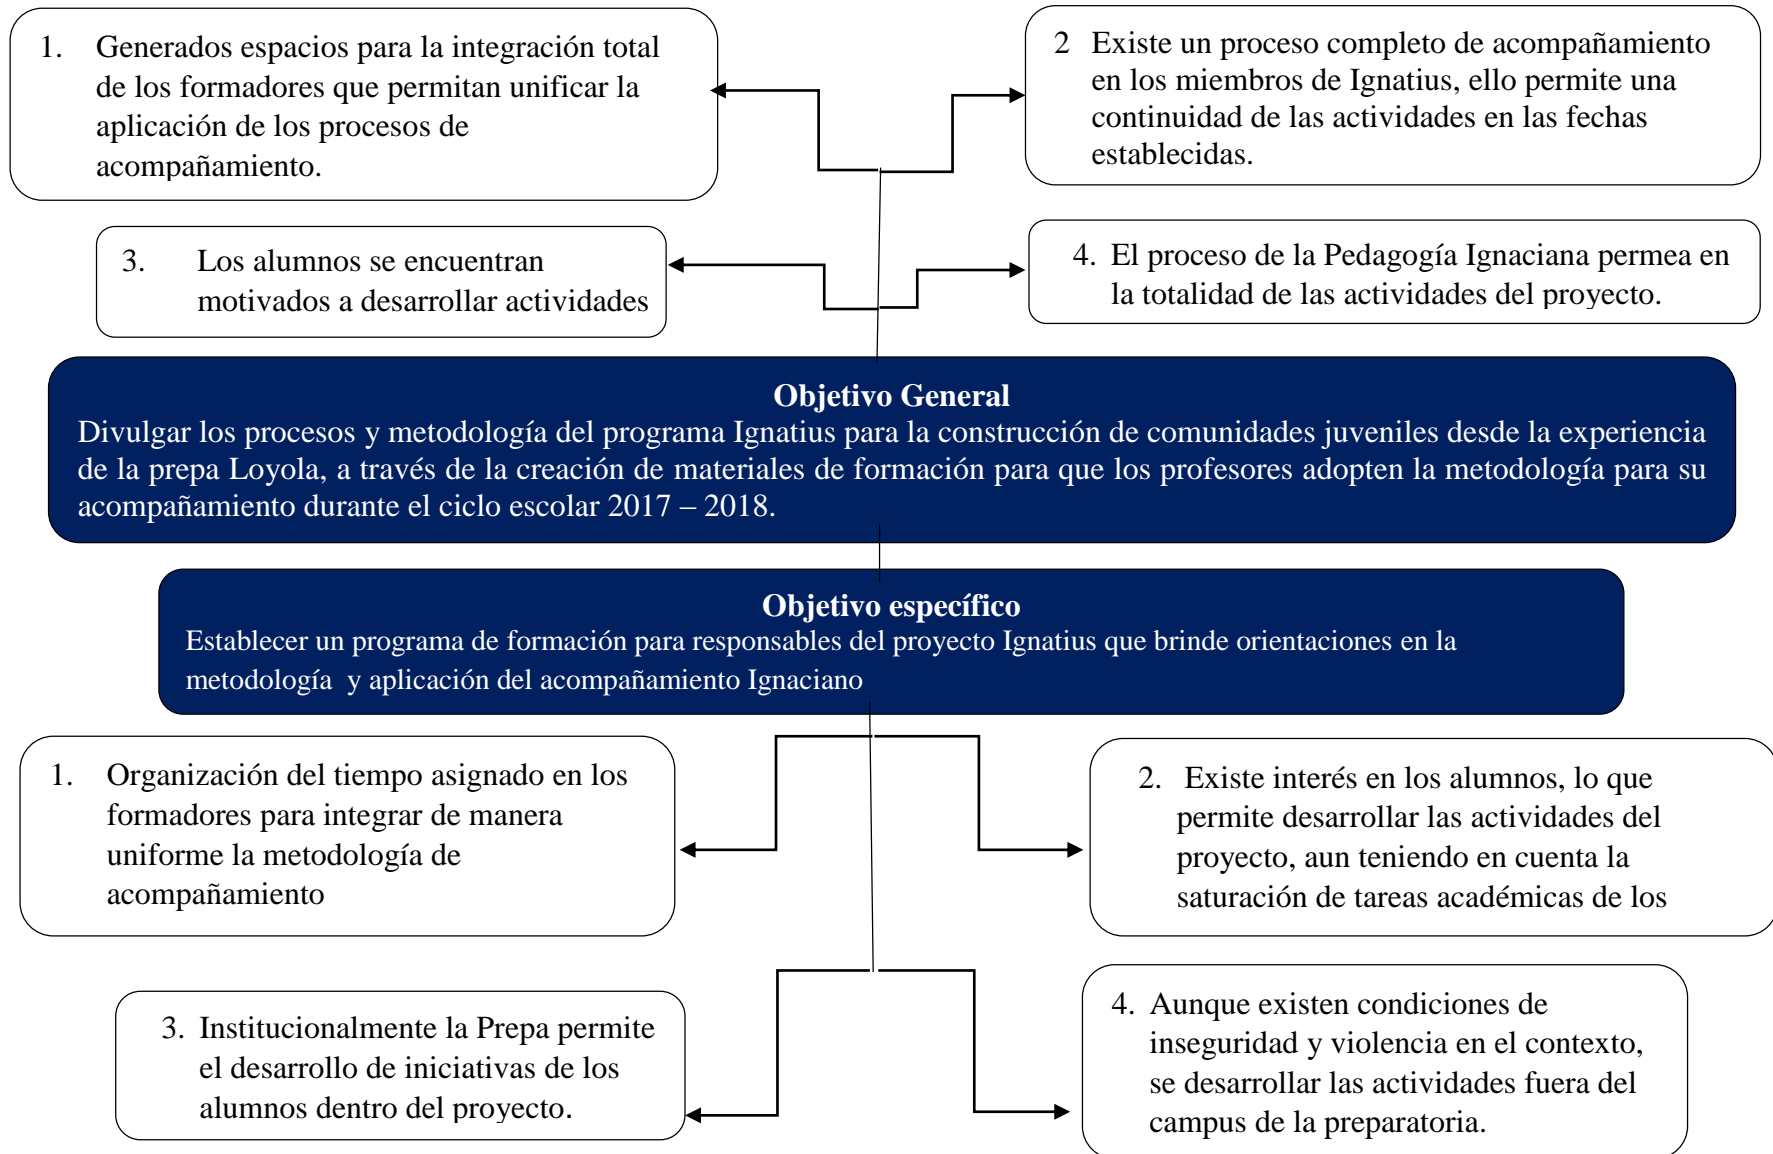 1. Generados espacios para la integración total
de los formadores que permitan unificar la
aplicación de los procesos de
acompañamiento.
2 Existe un proceso completo de acompañamiento
en los miembros de Ignatius, ello permite una
continuidad de las actividades en las fechas
establecidas.
3. Los alumnos se encuentran
motivados a desarrollar actividades
4. El proceso de la Pedagogía Ignaciana permea en
la totalidad de las actividades del proyecto.
Objetivo General
Divulgar los procesos y metodología del programa Ignatius para la construcción de comunidades juveniles desde la experiencia
de la prepa Loyola, a través de la creación de materiales de formación para que los profesores adopten la metodología para su
acompañamiento durante el ciclo escolar 2017 – 2018.
Objetivo específico
Establecer un programa de formación para responsables del proyecto Ignatius que brinde orientaciones en la
metodología y aplicación del acompañamiento Ignaciano
1. Organización del tiempo asignado en los
formadores para integrar de manera
uniforme la metodología de
acompañamiento
2. Existe interés en los alumnos, lo que
permite desarrollar las actividades del
proyecto, aun teniendo en cuenta la
saturación de tareas académicas de los
3. Institucionalmente la Prepa permite
el desarrollo de iniciativas de los
alumnos dentro del proyecto.
4. Aunque existen condiciones de
inseguridad y violencia en el contexto,
se desarrollar las actividades fuera del
campus de la preparatoria.